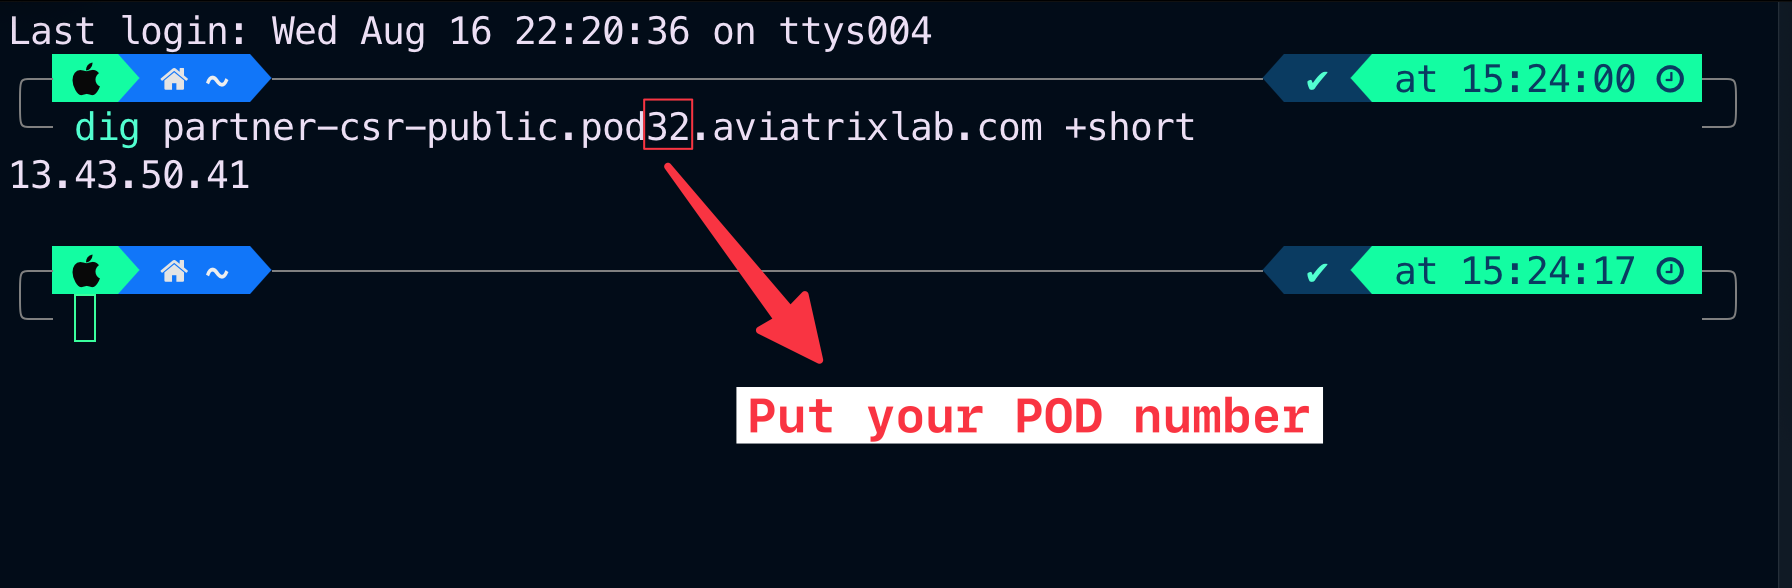 Last login: Wed Aug 16 22:20:36 on ttys004
~ ✔ at 15:24:00
dig partner-csr-public.pod32.aviatrixlab.com +short
13.43.50.41
~ ✔ at 15:24:17
Put your POD number